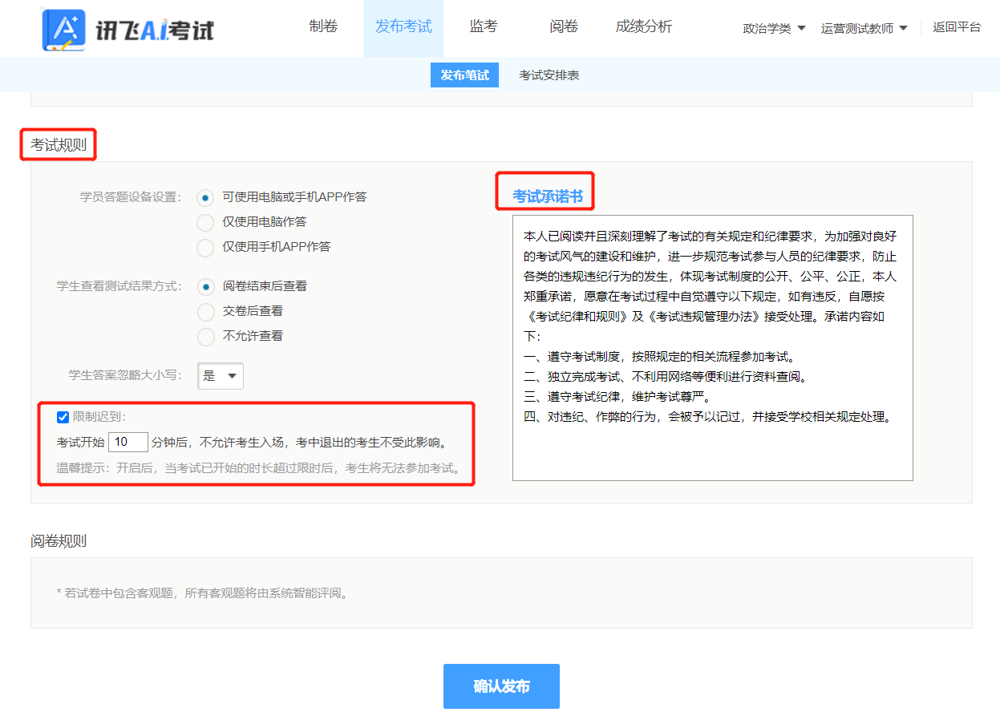 讯飞A.I.考试
制卷 发布考试 监考 阅卷 成绩分析 政治学类 运营测试教师 返回平台
发布笔试 考试安排表
考试规则
学员答题设备设置：
可使用电脑或手机APP作答
仅使用电脑作答
仅使用手机APP作答
学生查看测试结果方式：
阅卷结束后查看
交卷后查看
不允许查看
学生答案忽略大小写： 是
限制迟到：
考试开始 10 分钟后，不允许考生入场，考中退出的考生不受此影响。
温馨提示：开启后，当考试已开始的时长超过限时后，考生将无法参加考试。
考试承诺书
本人已阅读并且深刻理解了考试的有关规定和纪律要求，为加强对良好
的考试风气的建设和维护，进一步规范考试参与人员的纪律要求，防止
各类的违规违纪行为的发生，体现考试制度的公开、公平、公正，本人
郑重承诺，愿意在考试过程中自觉遵守以下规定，如有违反，自愿按
《考试纪律和规则》及《考试违规管理办法》接受处理。承诺内容如
下：
一、遵守考试制度，按照规定的相关流程参加考试。
二、独立完成考试、不利用网络等便利进行资料查阅。
三、遵守考试纪律，维护考试尊严。
四、对违纪、作弊的行为，会被予以记过，并接受学校相关规定处理。
阅卷规则
* 若试卷中包含客观题，所有客观题将由系统智能评阅。
确认发布